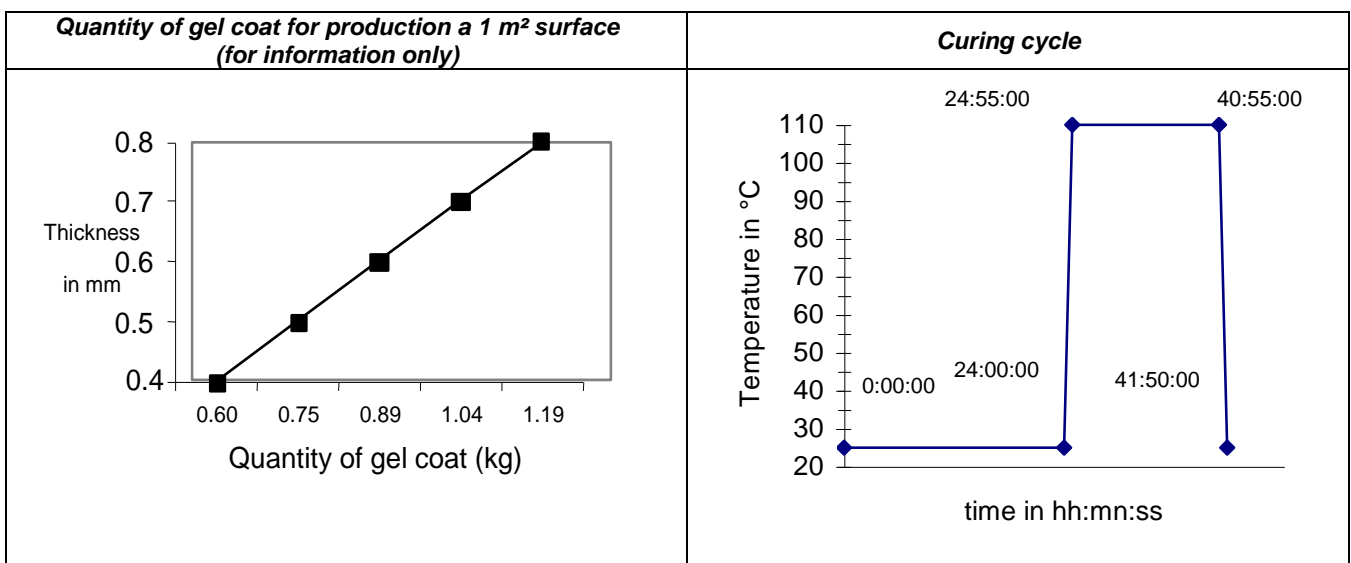 Quantity of gel coat for production a 1 m² surface
(for information only)
Curing cycle
0.8
0.7
0.6
0.5
0.4
Thickness
in mm
0.60 0.75 0.89 1.04 1.19
Quantity of gel coat (kg)
24:55:00 40:55:00
110
100
90
80
70
60
50
40
30
20
Temperature in °C
0:00:00 24:00:00 41:50:00
time in hh:mn:ss